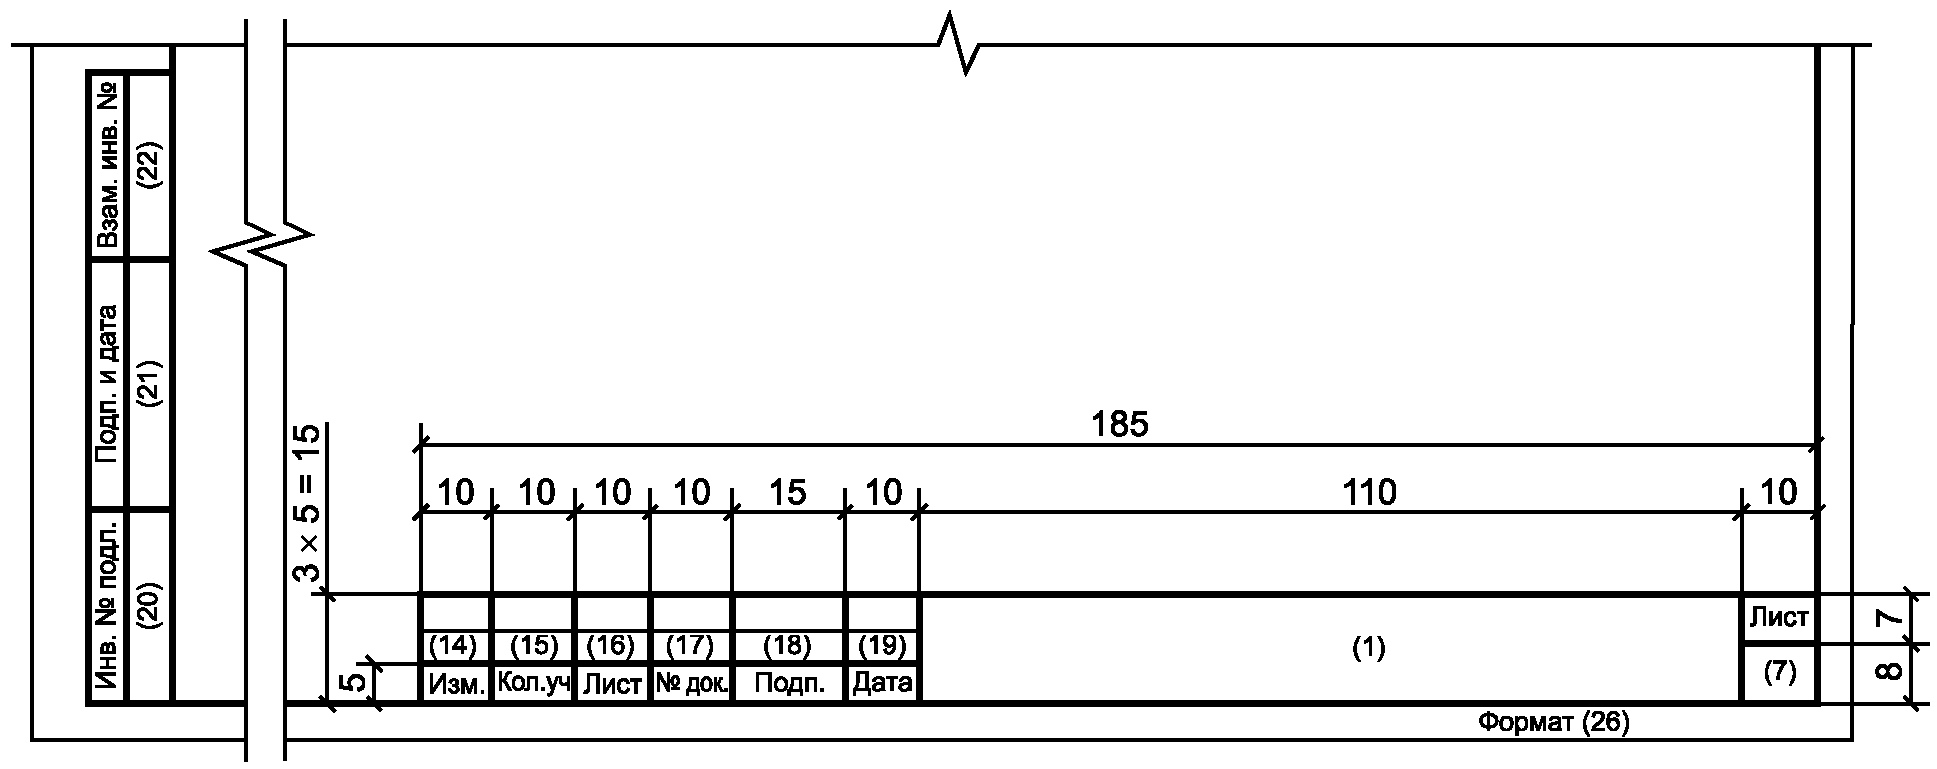 Взам. инв. №
(22)
Подп. и дата
(21)
Инв. № подл.
(20)
185
3 × 5 = 15
10 10 10 10 15 10 110 10
5
(14) (15) (16) (17) (18) (19)
Изм. Кол.уч Лист № док. Подп. Дата
(1)
Лист
(7)
7
8
Формат (26)